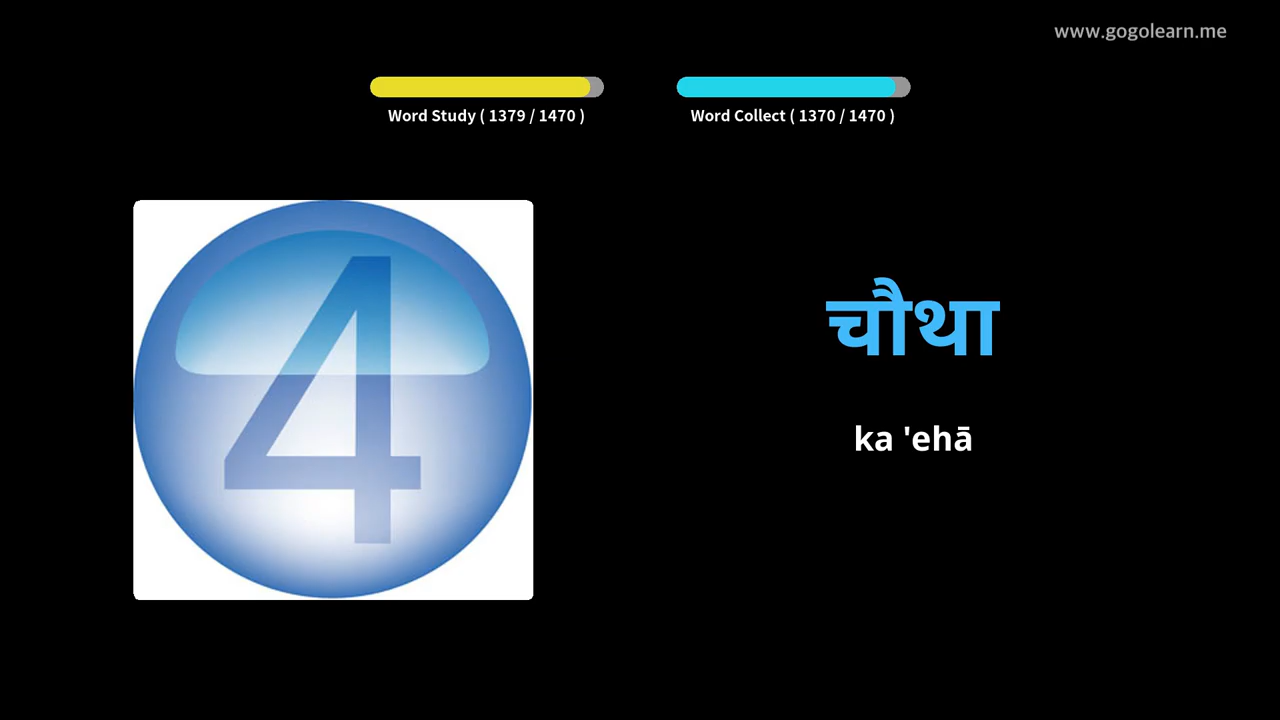 www.gogolearn.me
Word Study ( 1379 / 1470 )
Word Collect ( 1370 / 1470 )
4
चौथा
ka 'ehā